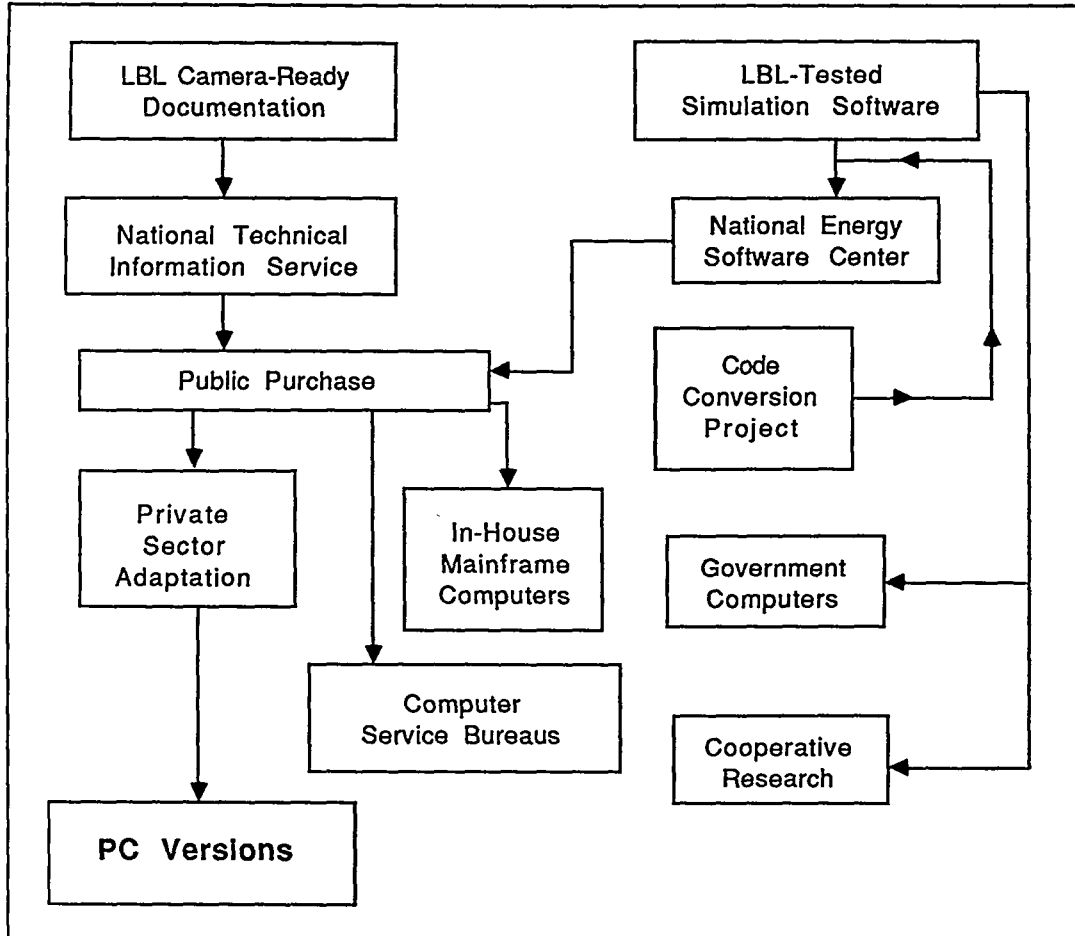 LBL Camera-Ready
Documentation
LBL-Tested
Simulation Software
National Technical
Information Service
National Energy
Software Center
Public Purchase
Code
Conversion
Project
Private
Sector
Adaptation
In-House
Mainframe
Computers
Government
Computers
Computer
Service Bureaus
Cooperative
Research
PC Versions